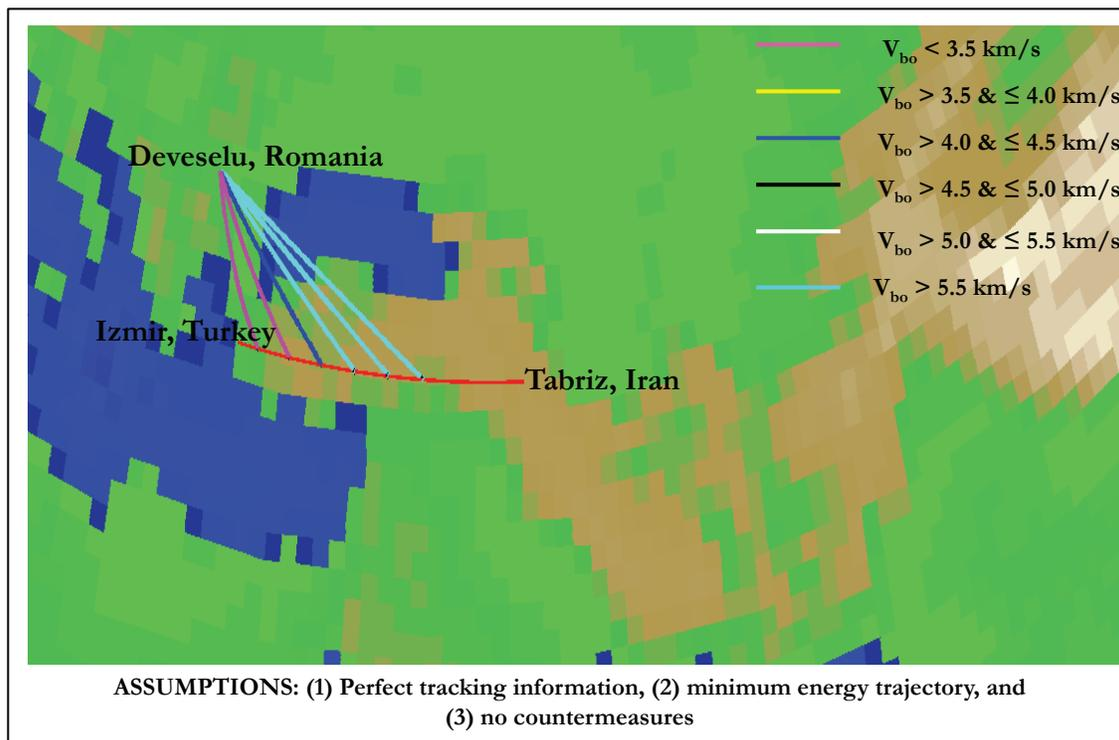 V_bo < 3.5 km/s
V_bo > 3.5 & ≤ 4.0 km/s
V_bo > 4.0 & ≤ 4.5 km/s
V_bo > 4.5 & ≤ 5.0 km/s
V_bo > 5.0 & ≤ 5.5 km/s
V_bo > 5.5 km/s
Deveselu, Romania
Izmir, Turkey
Tabriz, Iran
ASSUMPTIONS: (1) Perfect tracking information, (2) minimum energy trajectory, and
(3) no countermeasures